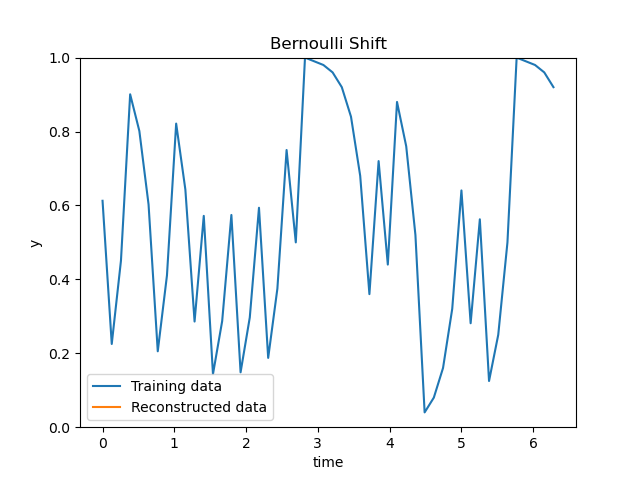 Bernoulli Shift
1.0
0.8
0.6
0.4
0.2
0.0
y
Training data
Reconstructed data
0 1 2 3 4 5 6
time